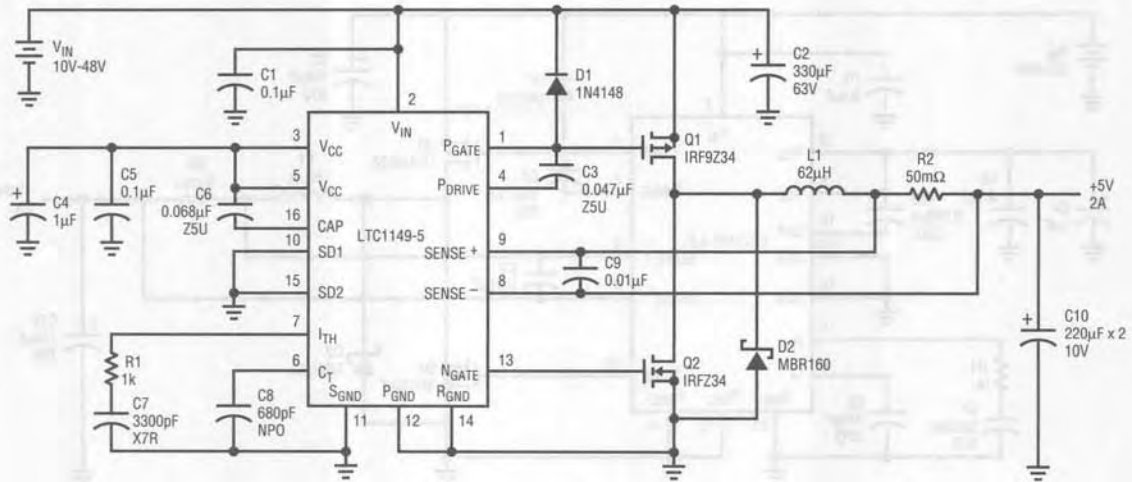 VIN
10V-48V
C1
0.1µF
2
VIN
D1
1N4148
C2
330µF
63V
+
3
VCC
PGATE
1
Q1
IRF9Z34
5
VCC
PDRIVE
4
C3
0.047µF
Z5U
L1
62µH
R2
50mΩ
+5V
2A
+
C4
1µF
C5
0.1µF
C6
0.068µF
Z5U
16
CAP
LTC1149-5
10
SD1
SENSE +
9
C9
0.01µF
15
SD2
SENSE –
8
7
ITH
R1
1k
6
CT
NGATE
13
Q2
IRFZ34
D2
MBR160
+
C10
220µF x 2
10V
C7
3300pF
X7R
C8
680pF
NPO
SGND
PGND
RGND
11
12
14